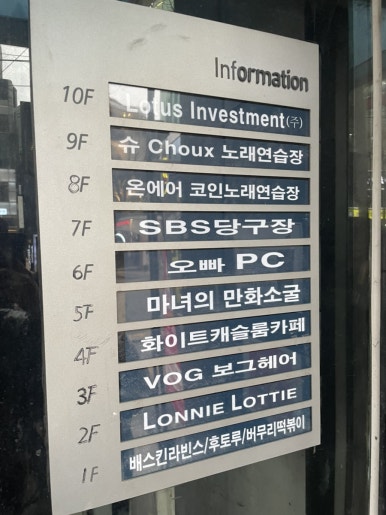 Information
10F Lotus Investment(주)
9F 슈 Choux 노래연습장
8F 온에어 코인노래연습장
7F SBS당구장
6F 오빠 PC
5F 마녀의 만화소굴
4F 화이트캐슬룸카페
3F VOG 보그헤어
2F LONNIE LOTTIE
1F 배스킨라빈스/후토루/버무리떡볶이